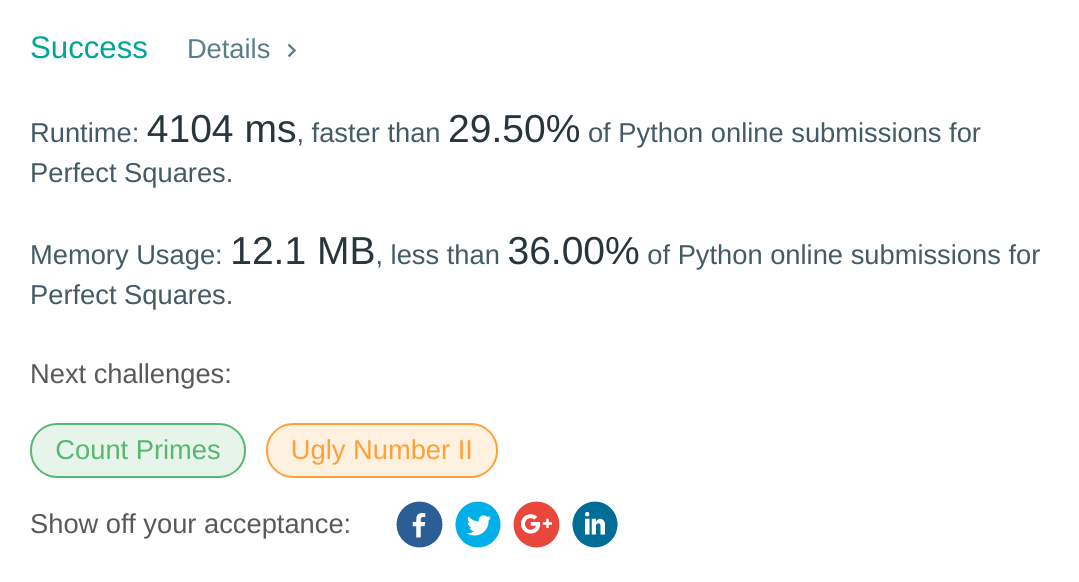 Success Details >
Runtime: 4104 ms, faster than 29.50% of Python online submissions for
Perfect Squares.
Memory Usage: 12.1 MB, less than 36.00% of Python online submissions for
Perfect Squares.
Next challenges:
Count Primes Ugly Number II
Show off your acceptance: f G+ in